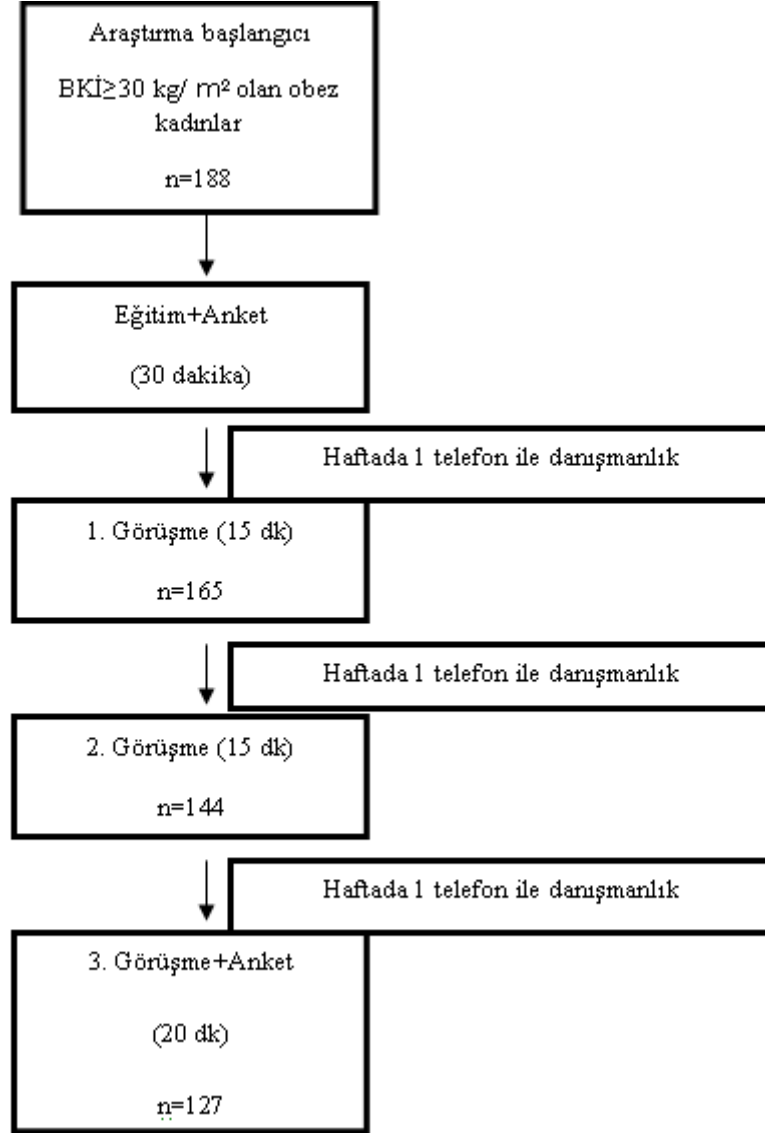 Araştırma başlangıcı
BKİ≥30 kg/ m² olan obez
kadınlar
n=188
Eğitim+Anket
(30 dakika)
Haftada 1 telefon ile danışmanlık
1. Görüşme (15 dk)
n=165
Haftada 1 telefon ile danışmanlık
2. Görüşme (15 dk)
n=144
Haftada 1 telefon ile danışmanlık
3. Görüşme+Anket
(20 dk)
n=127